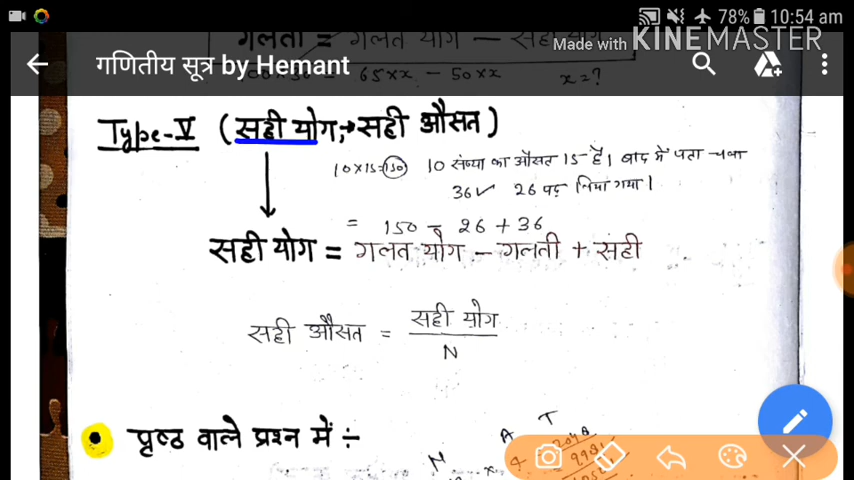 78% 10:54 am
गलती = गलत योग – सही योग
Made with KINEMASTER
गणितीय सूत्र by Hemant
65×x – 50×x x=?
Type-V (सही योग,→सही औसत)
10×15=150 10 संख्या का औसत 15 है। बाद में पता चला
36✓ 26 पढ़ लिया गया।
= 150 – 26 + 36
सही योग = गलत योग – गलती + सही
सही औसत = सही योग
N
पृष्ठ वाले प्रश्न में ÷
N A T